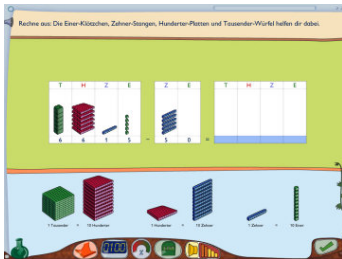 Rechne aus: Die Einer-Klötzchen, Zehner-Stangen, Hunderter-Platten und Tausender-Würfel helfen dir dabei.
T H Z E Z E T H Z E
6 6 1 5 - 5 0 =
1 Tausender = 10 Hunderter 1 Hunderter = 10 Zehner 1 Zehner = 10 Einer